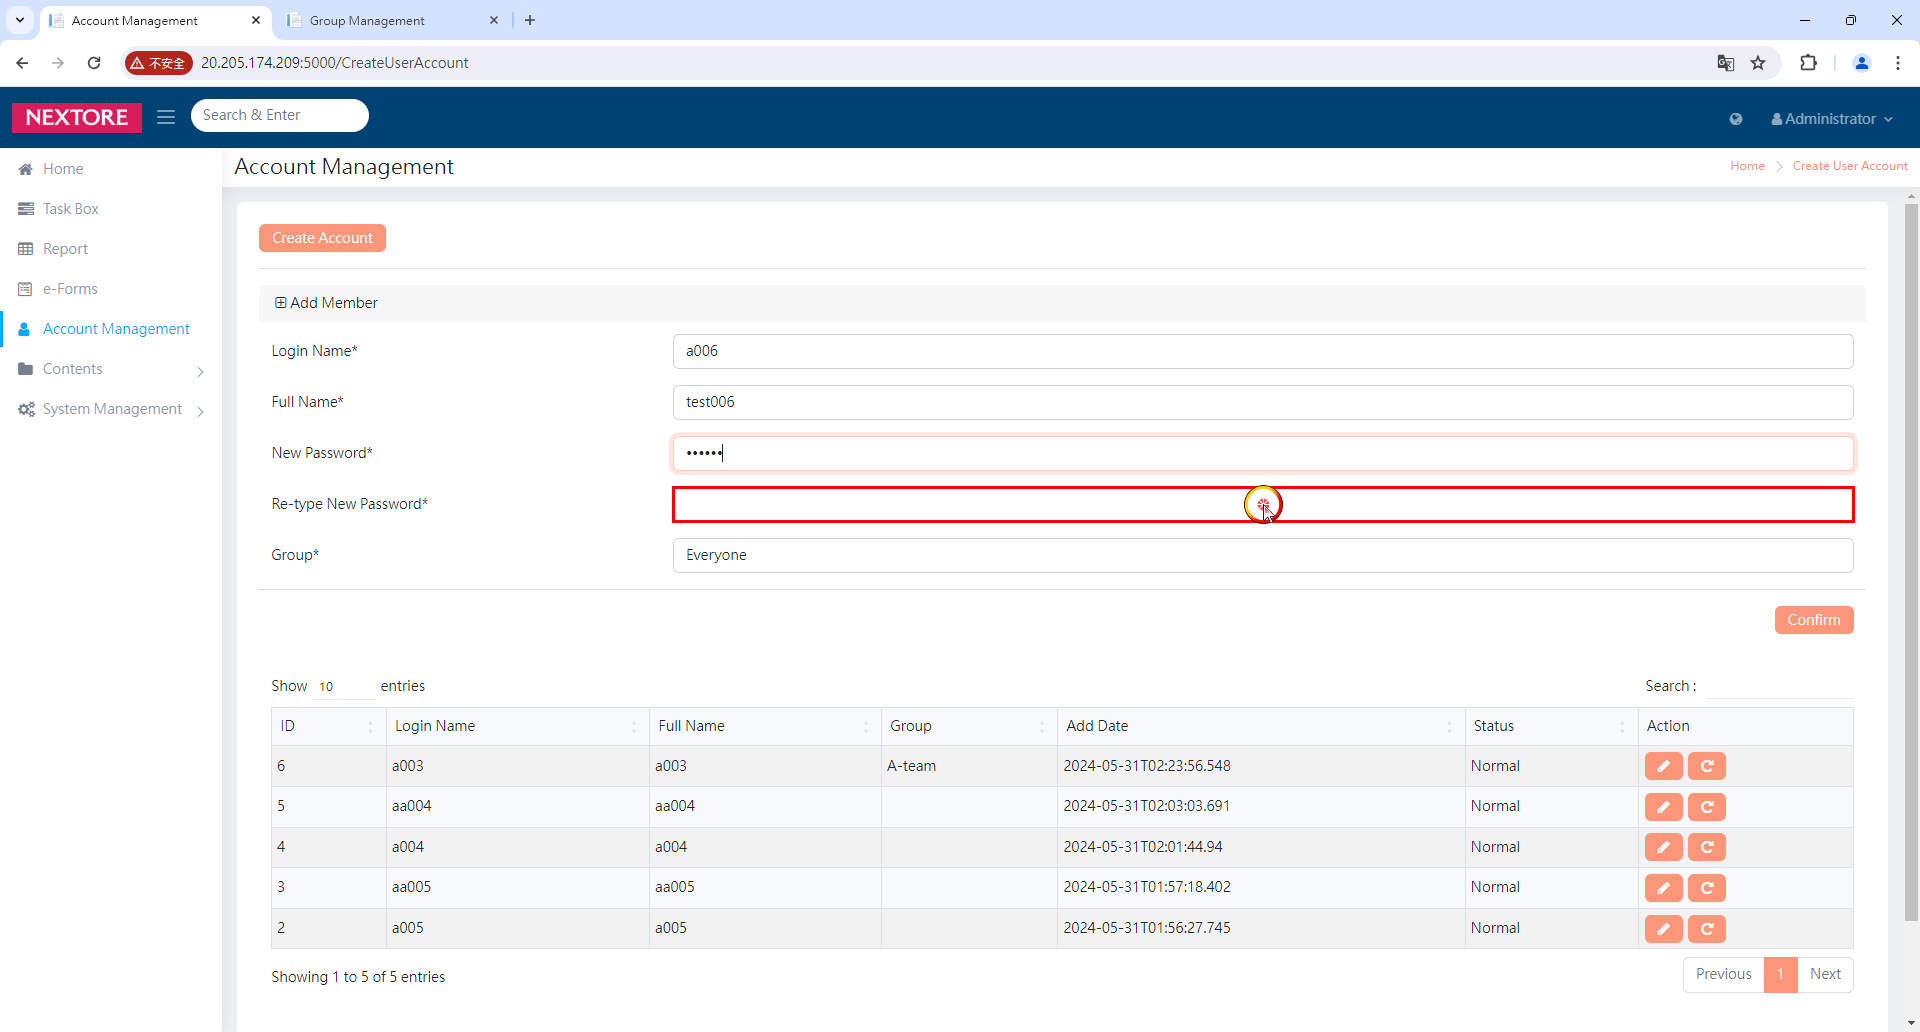 Account Management
Group Management
不安全
20.205.174.209:5000/CreateUserAccount
NEXTORE
Search & Enter
Administrator
Home
Task Box
Report
e-Forms
Account Management
Contents
System Management
Account Management
Home
Create User Account
Create Account
Add Member
Login Name*
a006
Full Name*
test006
New Password*
••••••
Re-type New Password*
Group*
Everyone
Confirm
Show 10 entries
Search :
ID Login Name Full Name Group Add Date Status Action
6 a003 a003 A-team 2024-05-31T02:23:56.548 Normal
5 aa004 aa004 2024-05-31T02:03:03.691 Normal
4 a004 a004 2024-05-31T02:01:44.94 Normal
3 aa005 aa005 2024-05-31T01:57:18.402 Normal
2 a005 a005 2024-05-31T01:56:27.745 Normal
Showing 1 to 5 of 5 entries
Previous 1 Next